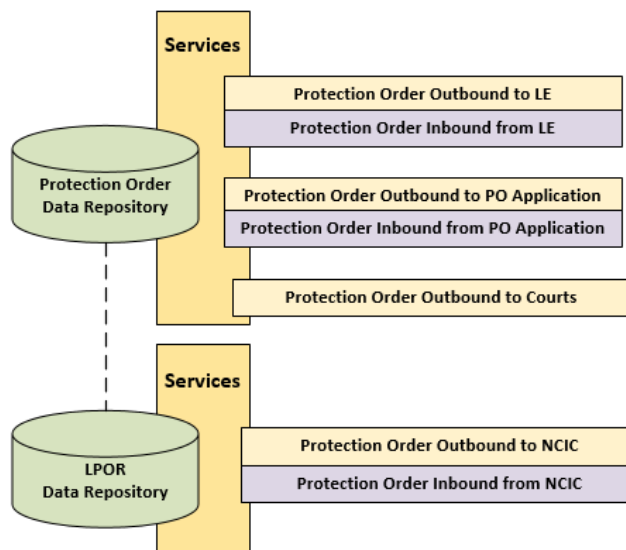 Services
Protection Order Outbound to LE
Protection Order Inbound from LE
Protection Order
Data Repository
Protection Order Outbound to PO Application
Protection Order Inbound from PO Application
Protection Order Outbound to Courts
Services
LPOR
Data Repository
Protection Order Outbound to NCIC
Protection Order Inbound from NCIC